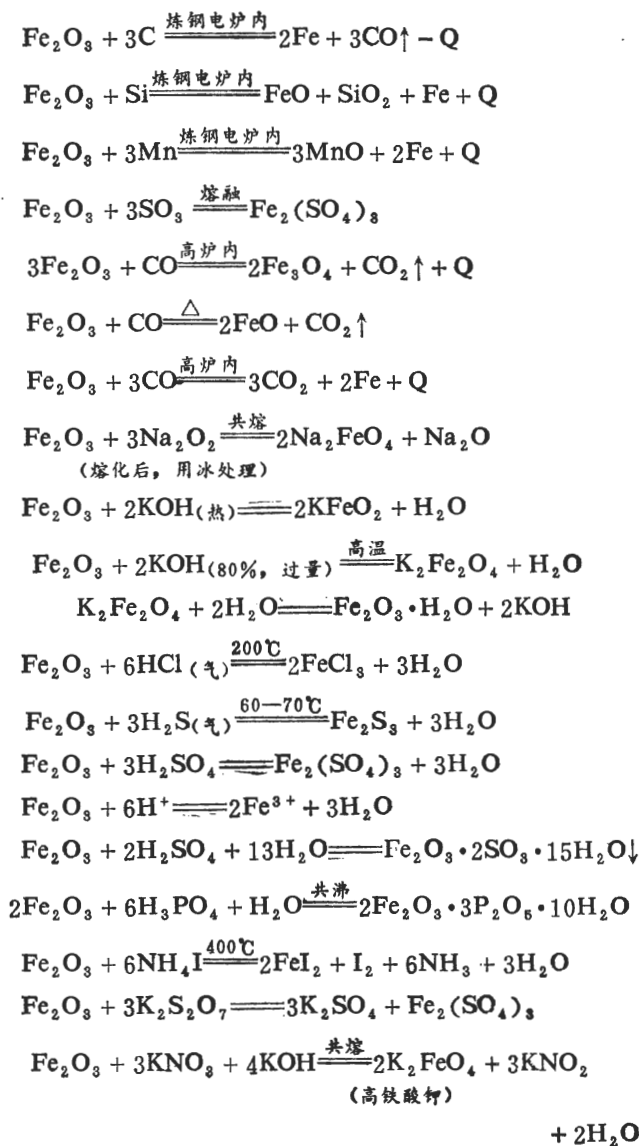 Fe₂O₃ + 3C ═炼钢电炉内═ 2Fe + 3CO↑ − Q
Fe₂O₃ + Si ═炼钢电炉内═ FeO + SiO₂ + Fe + Q
Fe₂O₃ + 3Mn ═炼钢电炉内═ 3MnO + 2Fe + Q
Fe₂O₃ + 3SO₃ ═熔融═ Fe₂(SO₄)₃
3Fe₂O₃ + CO ═高炉内═ 2Fe₃O₄ + CO₂↑ + Q
Fe₂O₃ + CO ═△═ 2FeO + CO₂↑
Fe₂O₃ + 3CO ═高炉内═ 3CO₂ + 2Fe + Q
Fe₂O₃ + 3Na₂O₂ ═共熔═ 2Na₂FeO₄ + Na₂O
(熔化后，用冰处理)
Fe₂O₃ + 2KOH(热) ═══ 2KFeO₂ + H₂O
Fe₂O₃ + 2KOH(80%，过量) ═高温═ K₂Fe₂O₄ + H₂O
K₂Fe₂O₄ + 2H₂O ═══ Fe₂O₃•H₂O + 2KOH
Fe₂O₃ + 6HCl(气) ═200℃═ 2FeCl₃ + 3H₂O
Fe₂O₃ + 3H₂S(气) ═60—70℃═ Fe₂S₃ + 3H₂O
Fe₂O₃ + 3H₂SO₄ ═══ Fe₂(SO₄)₃ + 3H₂O
Fe₂O₃ + 6H⁺ ═══ 2Fe³⁺ + 3H₂O
Fe₂O₃ + 2H₂SO₄ + 13H₂O ═══ Fe₂O₃•2SO₃•15H₂O↓
2Fe₂O₃ + 6H₃PO₄ + H₂O ═共沸═ 2Fe₂O₃•3P₂O₅•10H₂O
Fe₂O₃ + 6NH₄I ═400℃═ 2FeI₂ + I₂ + 6NH₃ + 3H₂O
Fe₂O₃ + 3K₂S₂O₇ ═══ 3K₂SO₄ + Fe₂(SO₄)₃
Fe₂O₃ + 3KNO₃ + 4KOH ═共熔═ 2K₂FeO₄ + 3KNO₂
(高铁酸钾)
+ 2H₂O